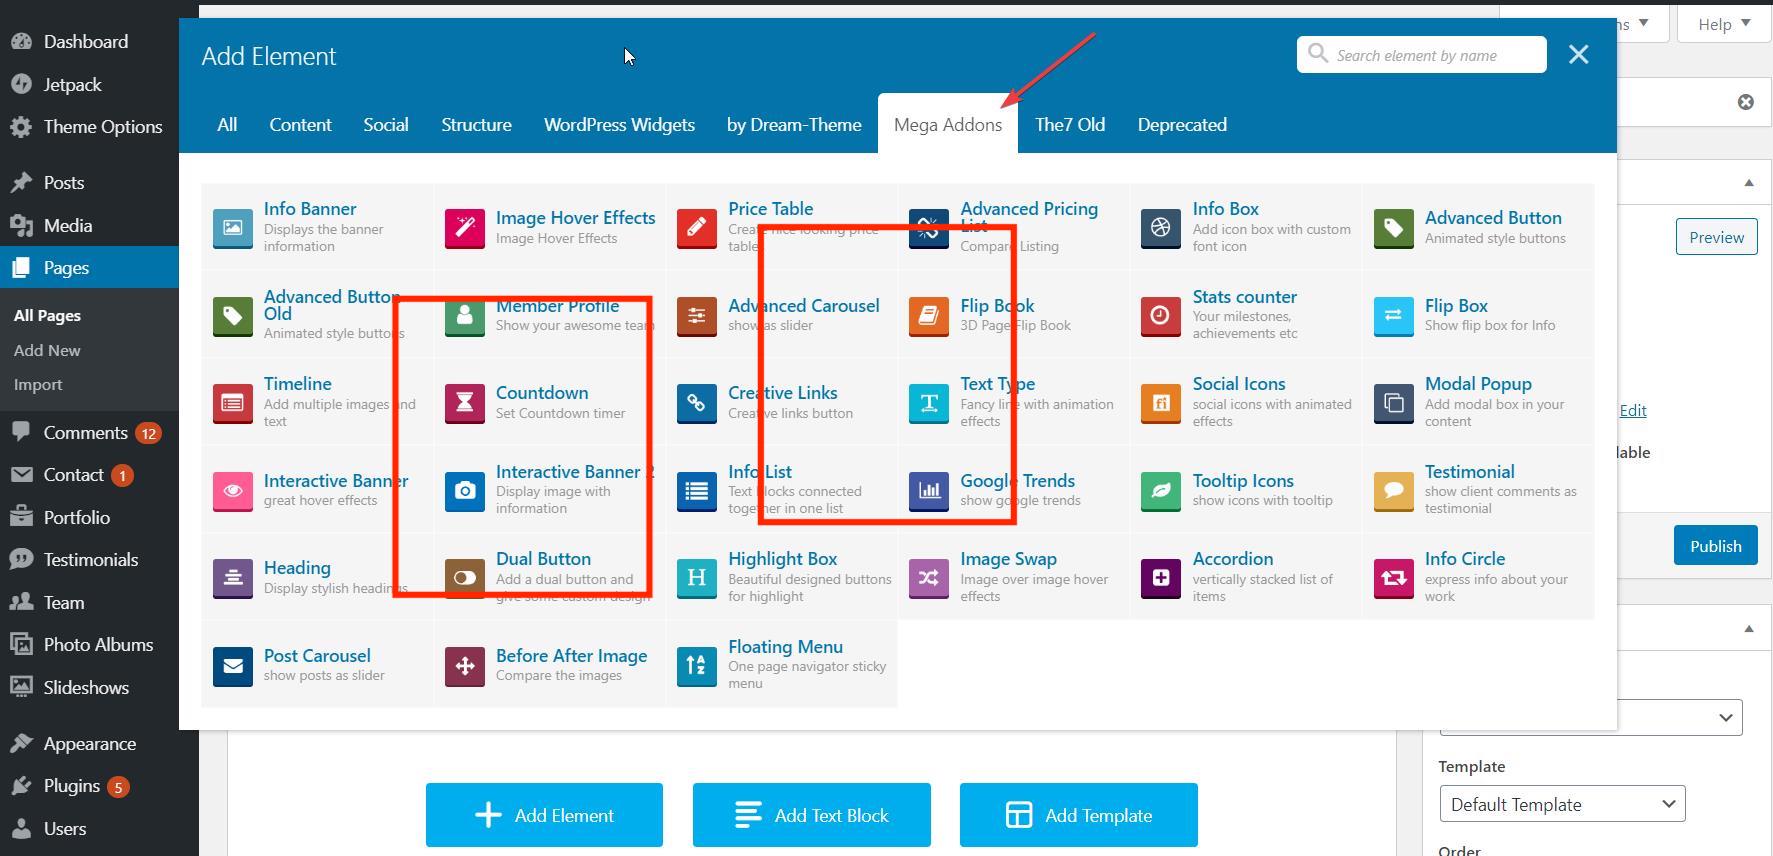 Dashboard
Jetpack
Theme Options
Posts
Media
Pages
All Pages
Add New
Import
Comments 12
Contact 1
Portfolio
Testimonials
Team
Photo Albums
Slideshows
Appearance
Plugins 5
Users
Help
Add Element
Search element by name
All Content Social Structure WordPress Widgets by Dream-Theme Mega Addons The7 Old Deprecated
Info Banner
Displays the banner
information
Image Hover Effects
Image Hover Effects
Price Table
Create nice looking price
table
Advanced Pricing
List
Compare Listing
Info Box
Add icon box with custom
font icon
Advanced Button
Animated style buttons
Advanced Button
Old
Animated style buttons
Member Profile
Show your awesome team
Advanced Carousel
show as slider
Flip Book
3D Page Flip Book
Stats counter
Your milestones,
achievements etc
Flip Box
Show flip box for Info
Timeline
Add multiple images and
text
Countdown
Set Countdown timer
Creative Links
Creative links button
Text Type
Fancy line with animation
effects
Social Icons
social icons with animated
effects
Modal Popup
Add modal box in your
content
Interactive Banner
great hover effects
Interactive Banner 2
Display image with
information
Info List
Text blocks connected
together in one list
Google Trends
show google trends
Tooltip Icons
show icons with tooltip
Testimonial
show client comments as
testimonial
Heading
Display stylish headings
Dual Button
Add a dual button and
give some custom design
Highlight Box
Beautiful designed buttons
for highlight
Image Swap
Image over image hover
effects
Accordion
vertically stacked list of
items
Info Circle
express info about your
work
Post Carousel
show posts as slider
Before After Image
Compare the images
Floating Menu
One page navigator sticky
menu
Add Element
Add Text Block
Add Template
Preview
Edit
Publish
Template
Default Template
Order